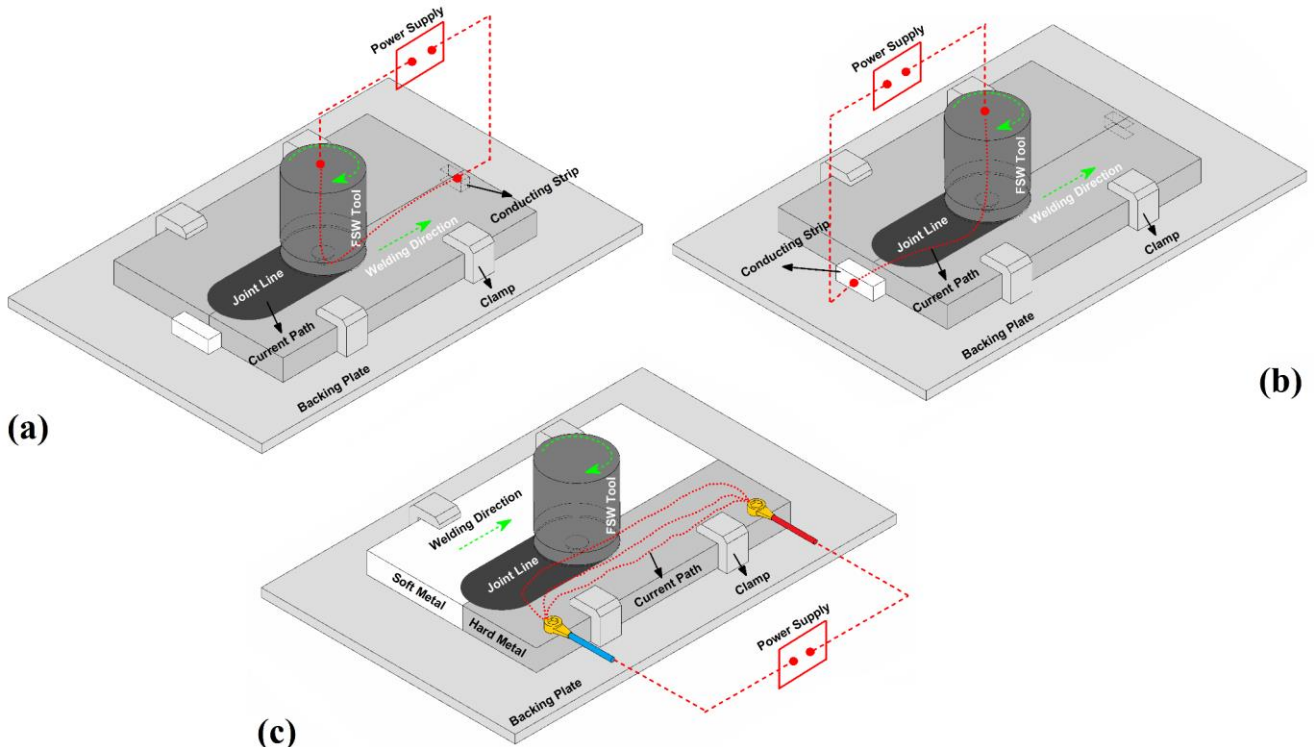 Power Supply
Conducting Strip
FSW Tool
Welding Direction
Joint Line
Clamp
Current Path
Backing Plate
(a)
Power Supply
FSW Tool
Welding Direction
Joint Line
Conducting Strip
Clamp
Current Path
Backing Plate
(b)
Welding Direction
FSW Tool
Joint Line
Soft Metal
Hard Metal
Current Path
Clamp
Power Supply
Backing Plate
(c)